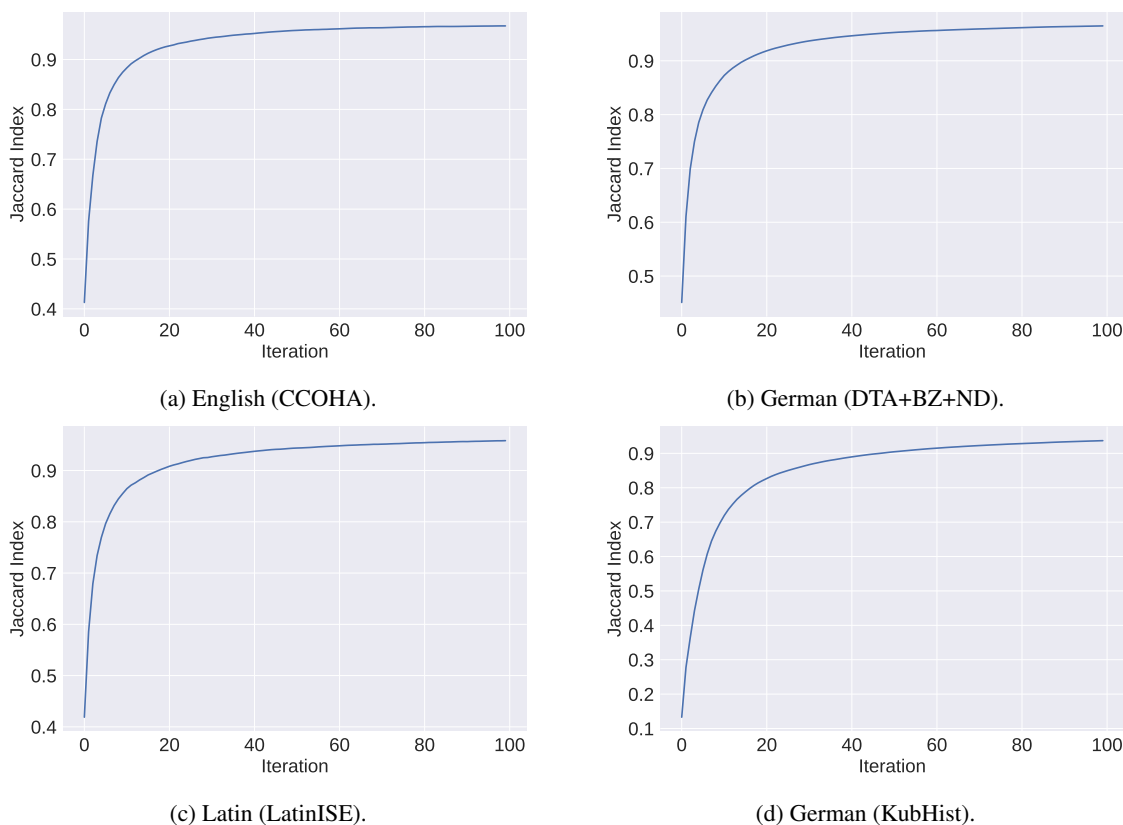 0.9
0.8
0.7
0.6
0.5
0.4
Jaccard Index
0 20 40 60 80 100
Iteration
(a) English (CCOHA).
0.9
0.8
0.7
0.6
0.5
Jaccard Index
0 20 40 60 80 100
Iteration
(b) German (DTA+BZ+ND).
0.9
0.8
0.7
0.6
0.5
0.4
Jaccard Index
0 20 40 60 80 100
Iteration
(c) Latin (LatinISE).
0.9
0.8
0.7
0.6
0.5
0.4
0.3
0.2
0.1
Jaccard Index
0 20 40 60 80 100
Iteration
(d) German (KubHist).